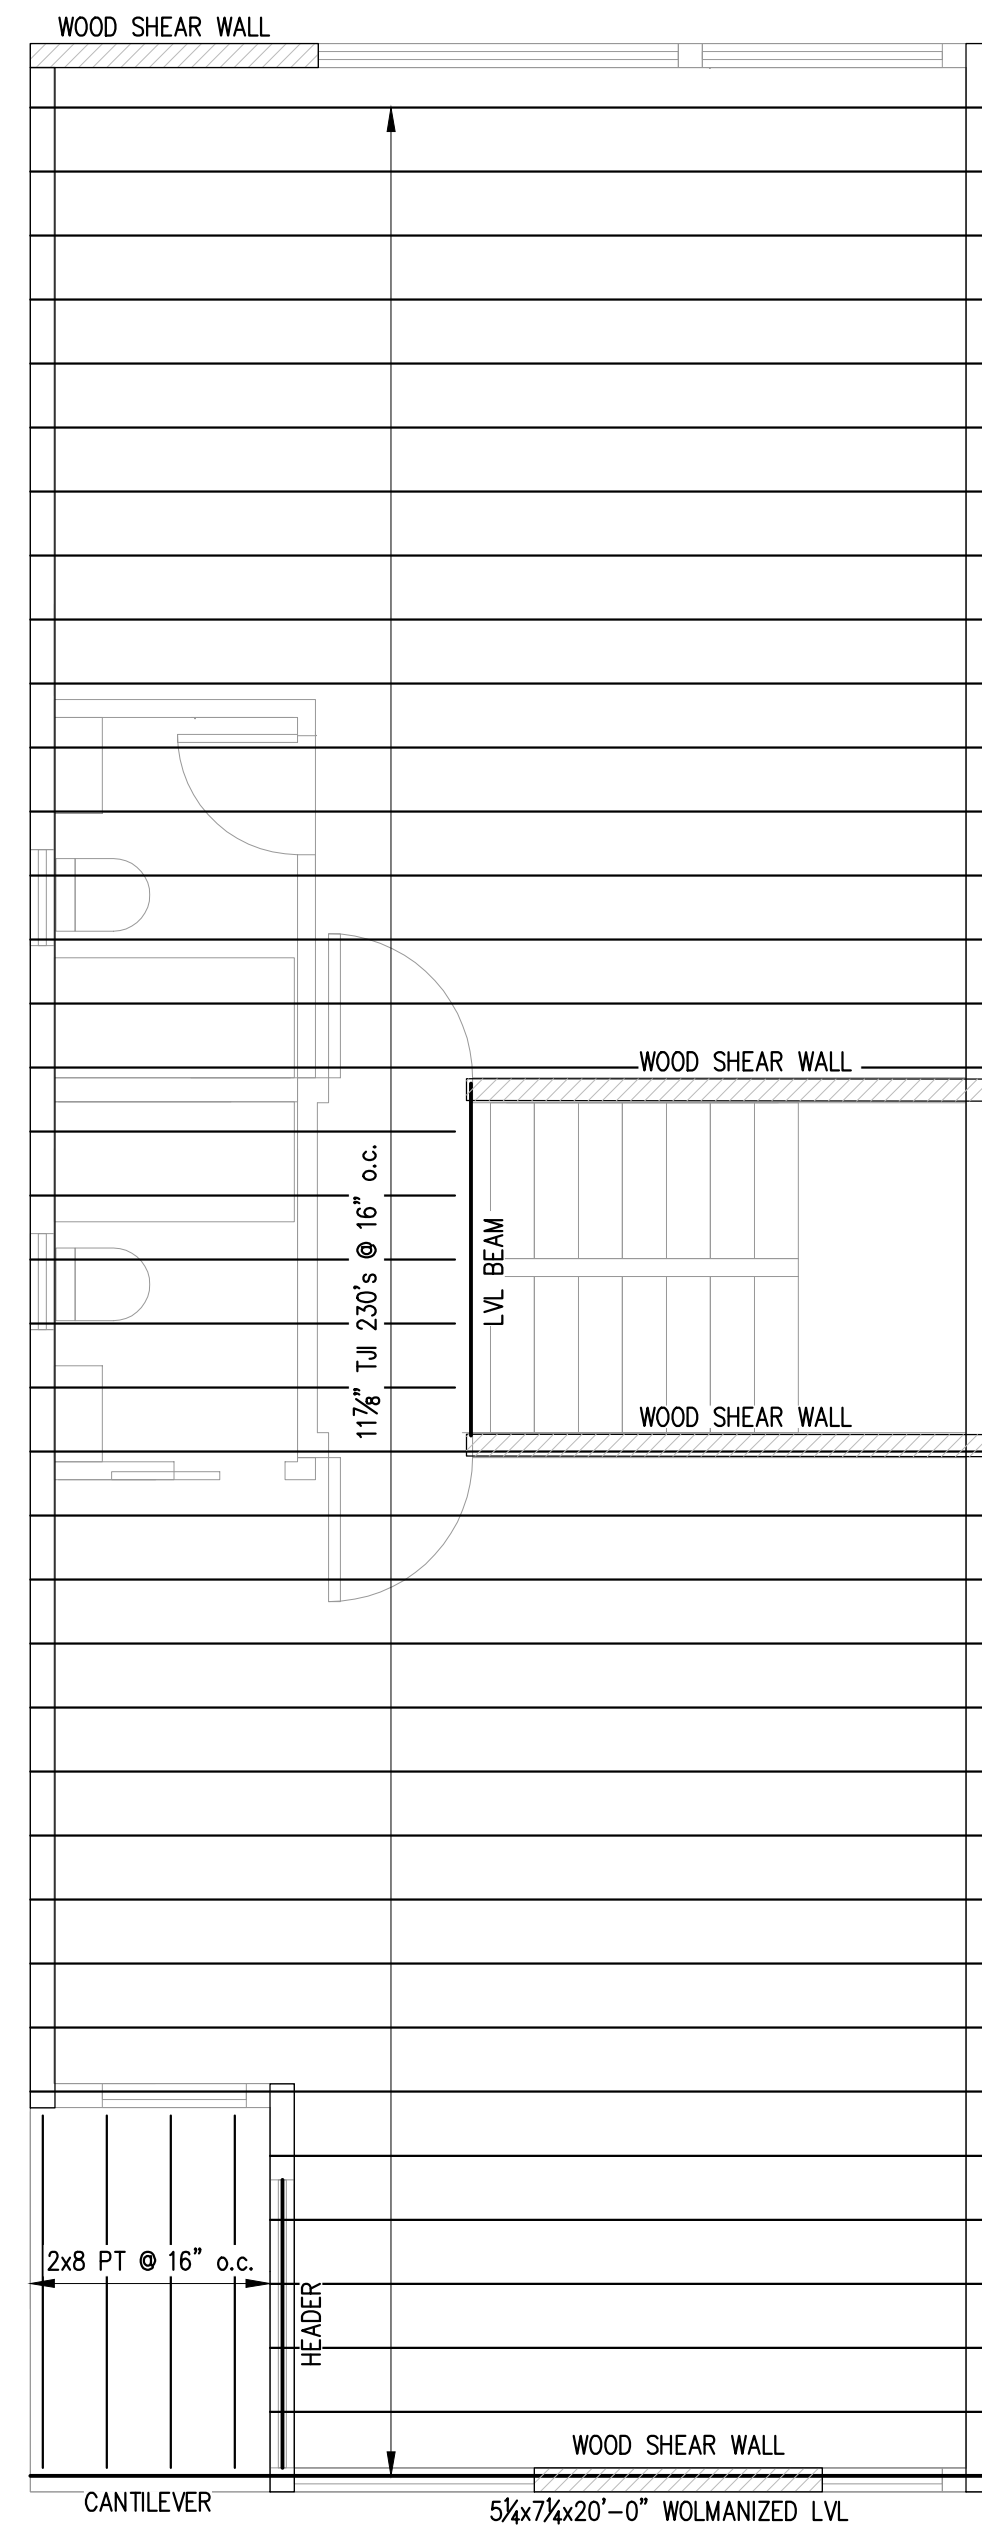 WOOD SHEAR WALL
WOOD SHEAR WALL
11⅞" TJI 230's @ 16" o.c.
LVL BEAM
WOOD SHEAR WALL
2x8 PT @ 16" o.c.
HEADER
WOOD SHEAR WALL
CANTILEVER
5¼x7¼x20'-0" WOLMANIZED LVL